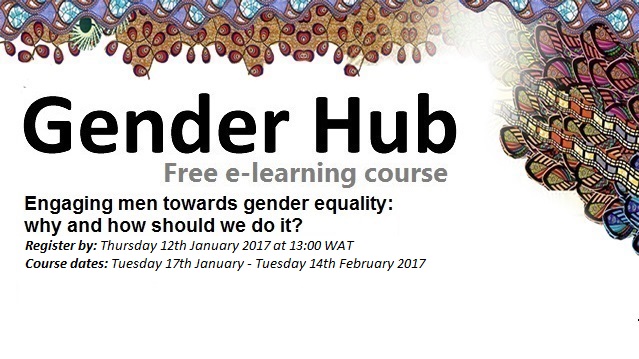 Gender Hub
Free e-learning course
Engaging men towards gender equality:
why and how should we do it?
Register by: Thursday 12th January 2017 at 13:00 WAT
Course dates: Tuesday 17th January - Tuesday 14th February 2017